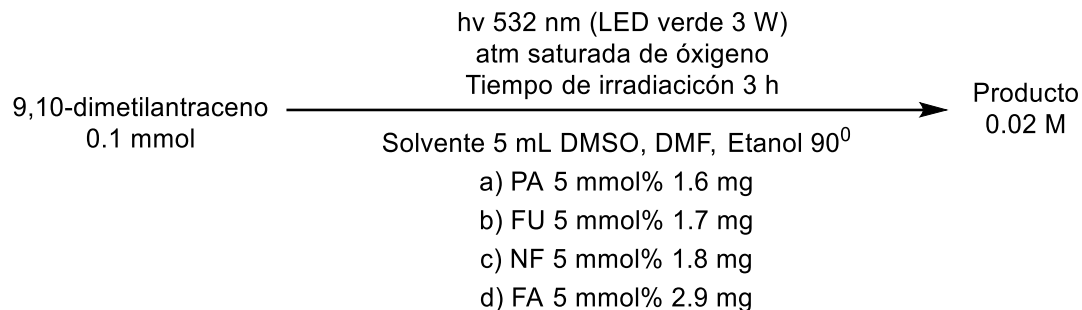 hv 532 nm (LED verde 3 W)
atm saturada de óxigeno
Tiempo de irradiacicón 3 h
9,10-dimetilantraceno
0.1 mmol
Producto
0.02 M
Solvente 5 mL DMSO, DMF, Etanol 90⁰
a) PA 5 mmol% 1.6 mg
b) FU 5 mmol% 1.7 mg
c) NF 5 mmol% 1.8 mg
d) FA 5 mmol% 2.9 mg